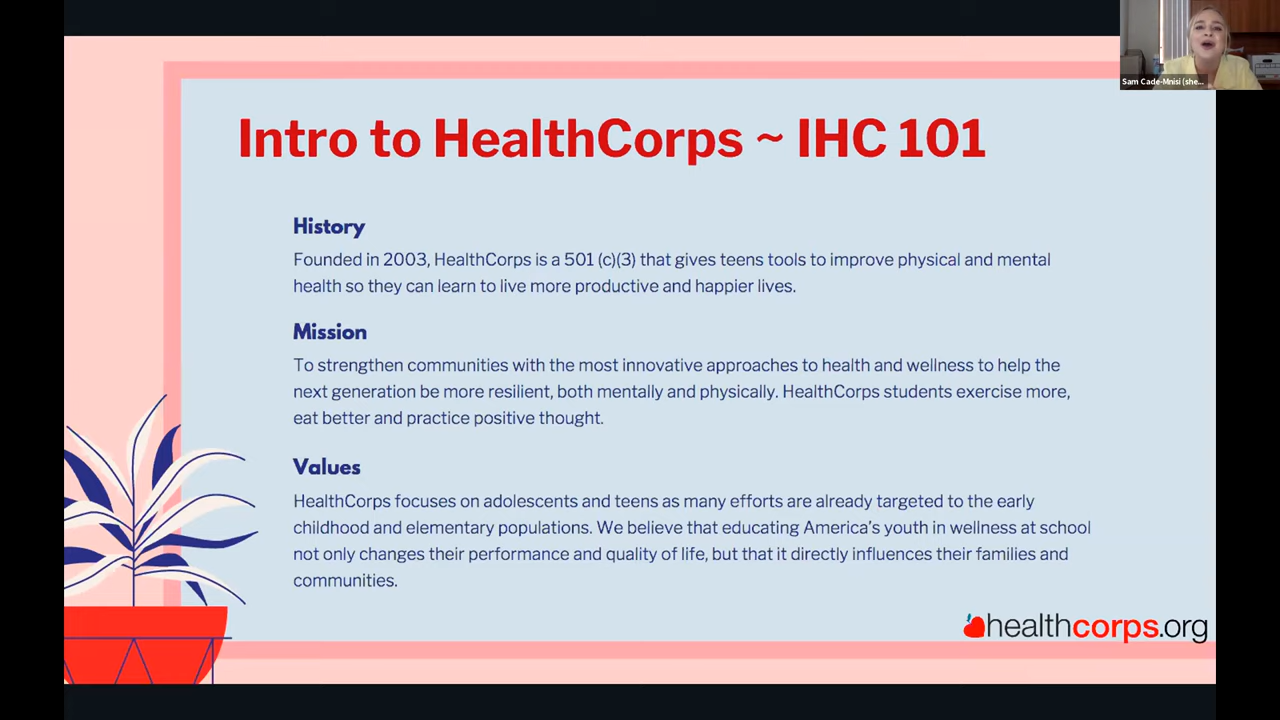 Sam Cade-Mnisi (she...
Intro to HealthCorps ~ IHC 101
History
Founded in 2003, HealthCorps is a 501 (c)(3) that gives teens tools to improve physical and mental
health so they can learn to live more productive and happier lives.
Mission
To strengthen communities with the most innovative approaches to health and wellness to help the
next generation be more resilient, both mentally and physically. HealthCorps students exercise more,
eat better and practice positive thought.
Values
HealthCorps focuses on adolescents and teens as many efforts are already targeted to the early
childhood and elementary populations. We believe that educating America's youth in wellness at school
not only changes their performance and quality of life, but that it directly influences their families and
communities.
healthcorps.org